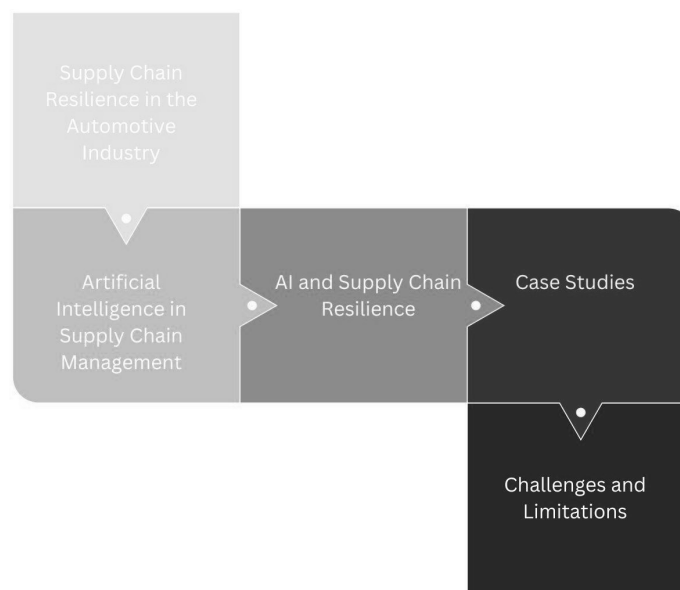 Supply Chain
Resilience in the
Automotive
Industry
Artificial
Intelligence in
Supply Chain
Management
AI and Supply Chain
Resilience
Case Studies
Challenges and
Limitations